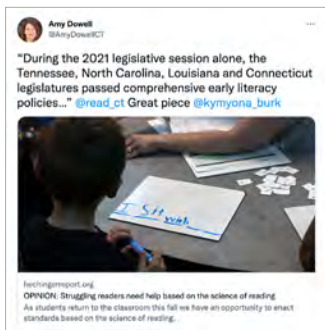 Amy Dowell
@AmyDowellCT
“During the 2021 legislative session alone, the
Tennessee, North Carolina, Louisiana and Connecticut
legislatures passed comprehensive early literacy
policies...” @read_ct Great piece @kymyona_burk
I Sit with
hechingerreport.org
OPINION: Struggling readers need help based on the science of reading
As students return to the classroom this fall we have an opportunity to enact
standards based on the science of reading...